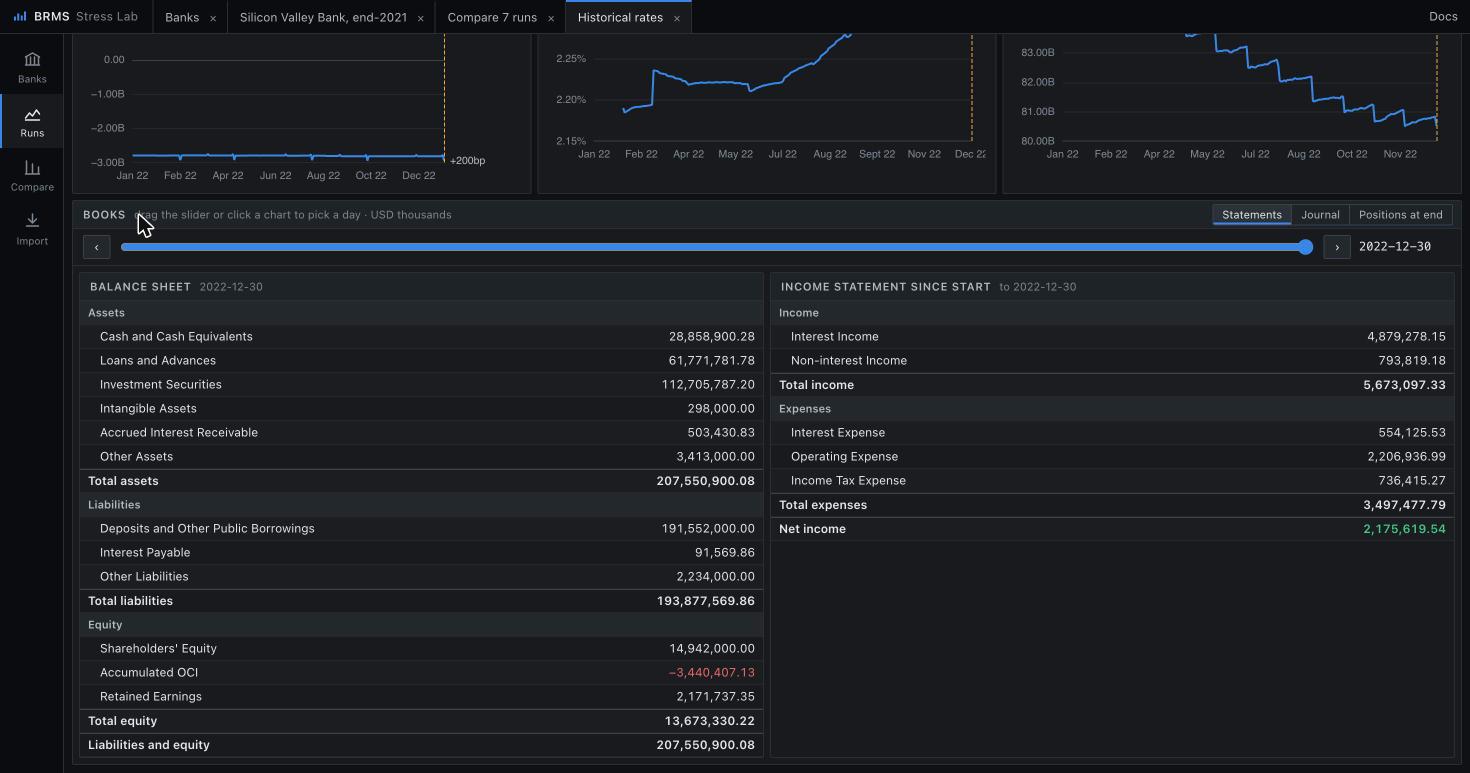 BRMS Stress Lab
Banks ×
Silicon Valley Bank, end-2021 ×
Compare 7 runs ×
Historical rates ×
Docs
Banks
Runs
Compare
Import
0.00
−1.00B
−2.00B
−3.00B
+200bp
Jan 22 Feb 22 Apr 22 Jun 22 Aug 22 Oct 22 Dec 22
2.25%
2.20%
2.15%
Jan 22 Feb 22 Apr 22 May 22 Jul 22 Aug 22 Sept 22 Nov 22 Dec
83.00B
82.00B
81.00B
80.00B
Jan 22 Feb 22 Apr 22 May 22 Jul 22 Aug 22 Oct 22 Nov 22
BOOKS drag the slider or click a chart to pick a day · USD thousands
Statements Journal Positions at end
‹ › 2022-12-30
BALANCE SHEET 2022-12-30
Assets
Cash and Cash Equivalents 28,858,900.28
Loans and Advances 61,771,781.78
Investment Securities 112,705,787.20
Intangible Assets 298,000.00
Accrued Interest Receivable 503,430.83
Other Assets 3,413,000.00
Total assets 207,550,900.08
Liabilities
Deposits and Other Public Borrowings 191,552,000.00
Interest Payable 91,569.86
Other Liabilities 2,234,000.00
Total liabilities 193,877,569.86
Equity
Shareholders' Equity 14,942,000.00
Accumulated OCI −3,440,407.13
Retained Earnings 2,171,737.35
Total equity 13,673,330.22
Liabilities and equity 207,550,900.08
INCOME STATEMENT SINCE START to 2022-12-30
Income
Interest Income 4,879,278.15
Non-interest Income 793,819.18
Total income 5,673,097.33
Expenses
Interest Expense 554,125.53
Operating Expense 2,206,936.99
Income Tax Expense 736,415.27
Total expenses 3,497,477.79
Net income 2,175,619.54